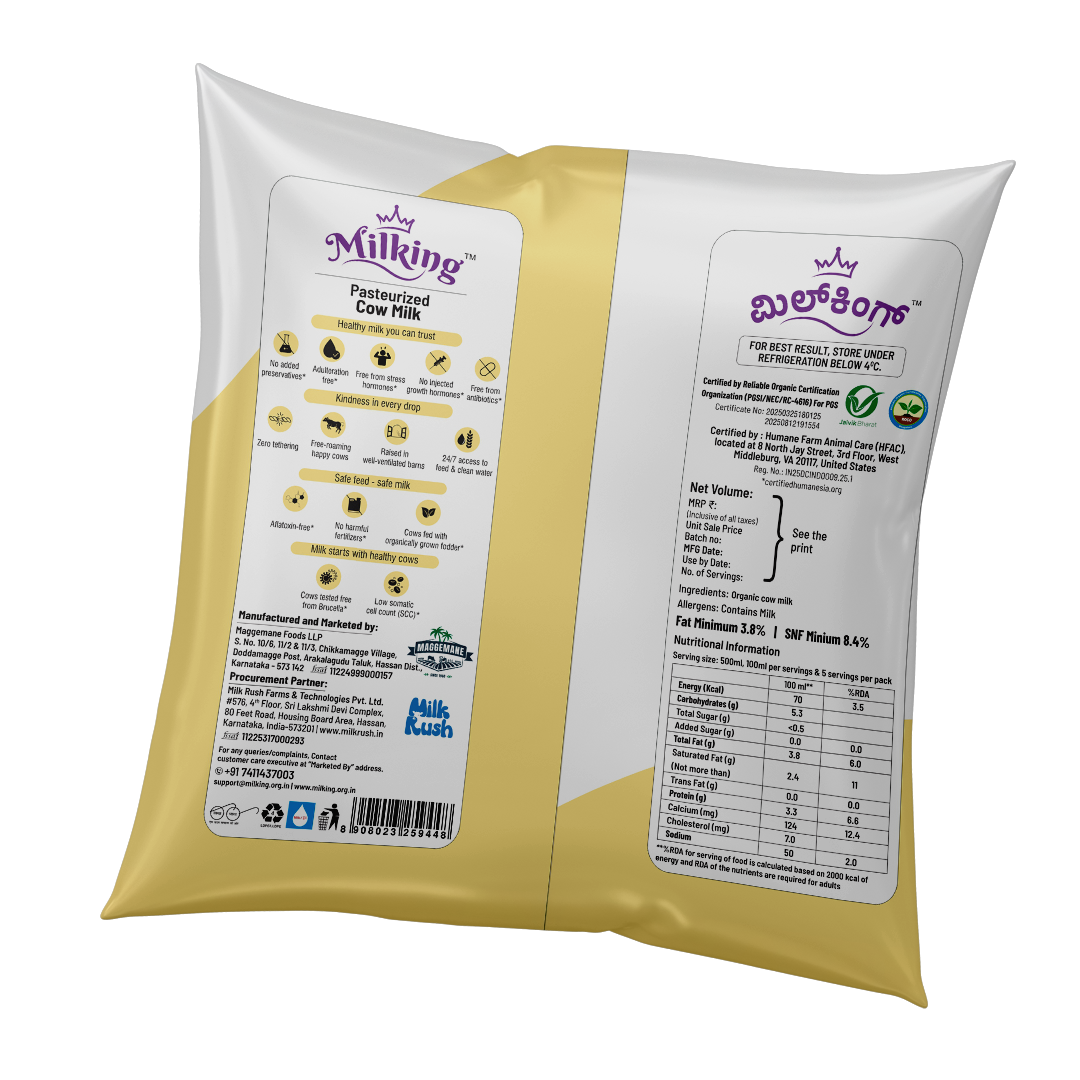 Milking™
Pasteurized
Cow Milk
Healthy milk you can trust
No added
preservatives*
Adulteration
free*
Free from stress
hormones*
No injected
growth hormones*
Free from
antibiotics*
Kindness in every drop
Zero tethering
Free-roaming
happy cows
Raised in
well-ventilated barns
24/7 access to
feed & clean water
Safe feed - safe milk
Aflatoxin-free*
No harmful
fertilizers*
Cows fed with
organically grown fodder*
Milk starts with healthy cows
Cows tested free
from Brucella*
Low somatic
cell count (SCC)*
Manufactured and Marketed by:
Maggemane Foods LLP
S. No. 10/6, 11/2 & 11/3, Chikkamagge Village,
Doddamagge Post, Arakalagudu Taluk, Hassan Dist.,
Karnataka - 573 142 fssai 11224999000157
MAGGEMANE
Procurement Partner:
Milk Rush Farms & Technologies Pvt. Ltd.
#576, 4th Floor, Sri Lakshmi Devi Complex,
80 Feet Road, Housing Board Area, Hassan,
Karnataka, India-573201 | www.milkrush.in
fssai 11225317000293
Milk
Rush
For any queries/complaints, Contact
customer care executive at "Marketed By" address.
+91 7411437003
support@milking.org.in | www.milking.org.in
8 908023 259448
ಮಿಲ್‌ಕಿಂಗ್™
FOR BEST RESULT, STORE UNDER
REFRIGERATION BELOW 4ºC.
Certified by Reliable Organic Certification
Organization (PGSI/NEC/RC-4616) For PGS
Certificate No: 20250325180125
20250812191554
Jaivik Bharat
Certified by : Humane Farm Animal Care (HFAC),
located at 8 North Jay Street, 3rd Floor, West
Middleburg, VA 20117, United States
Reg. No.: IN25DCIND0009.25.1
*certifiedhumanesia.org
Net Volume:
MRP ₹:
(Inclusive of all taxes)
Unit Sale Price
Batch no:
MFG Date:
Use by Date:
No. of Servings:
See the
print
Ingredients: Organic cow milk
Allergens: Contains Milk
Fat Minimum 3.8% | SNF Minium 8.4%
Nutritional Information
Serving size: 500ml, 100ml per servings & 5 servings per pack
100 ml** %RDA
Energy (Kcal) 70 3.5
Carbohydrates (g) 5.3
Total Sugar (g) <0.5
Added Sugar (g) 0.0 0.0
Total Fat (g) 3.8 6.0
Saturated Fat (g)
(Not more than) 2.4 11
Trans Fat (g) 0.0 0.0
Protein (g) 3.3 6.6
Calcium (mg) 124 12.4
Cholesterol (mg) 7.0
Sodium 50 2.0
**%RDA for serving of food is calculated based on 2000 kcal of
energy and RDA of the nutrients are required for adults